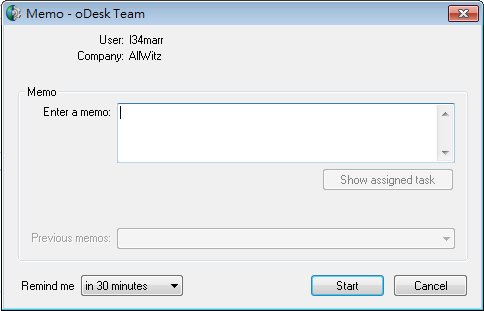 Memo - oDesk Team
User: l34marr
Company: AllWitz
Memo
Enter a memo:
Show assigned task
Previous memos:
Remind me in 30 minutes Start Cancel